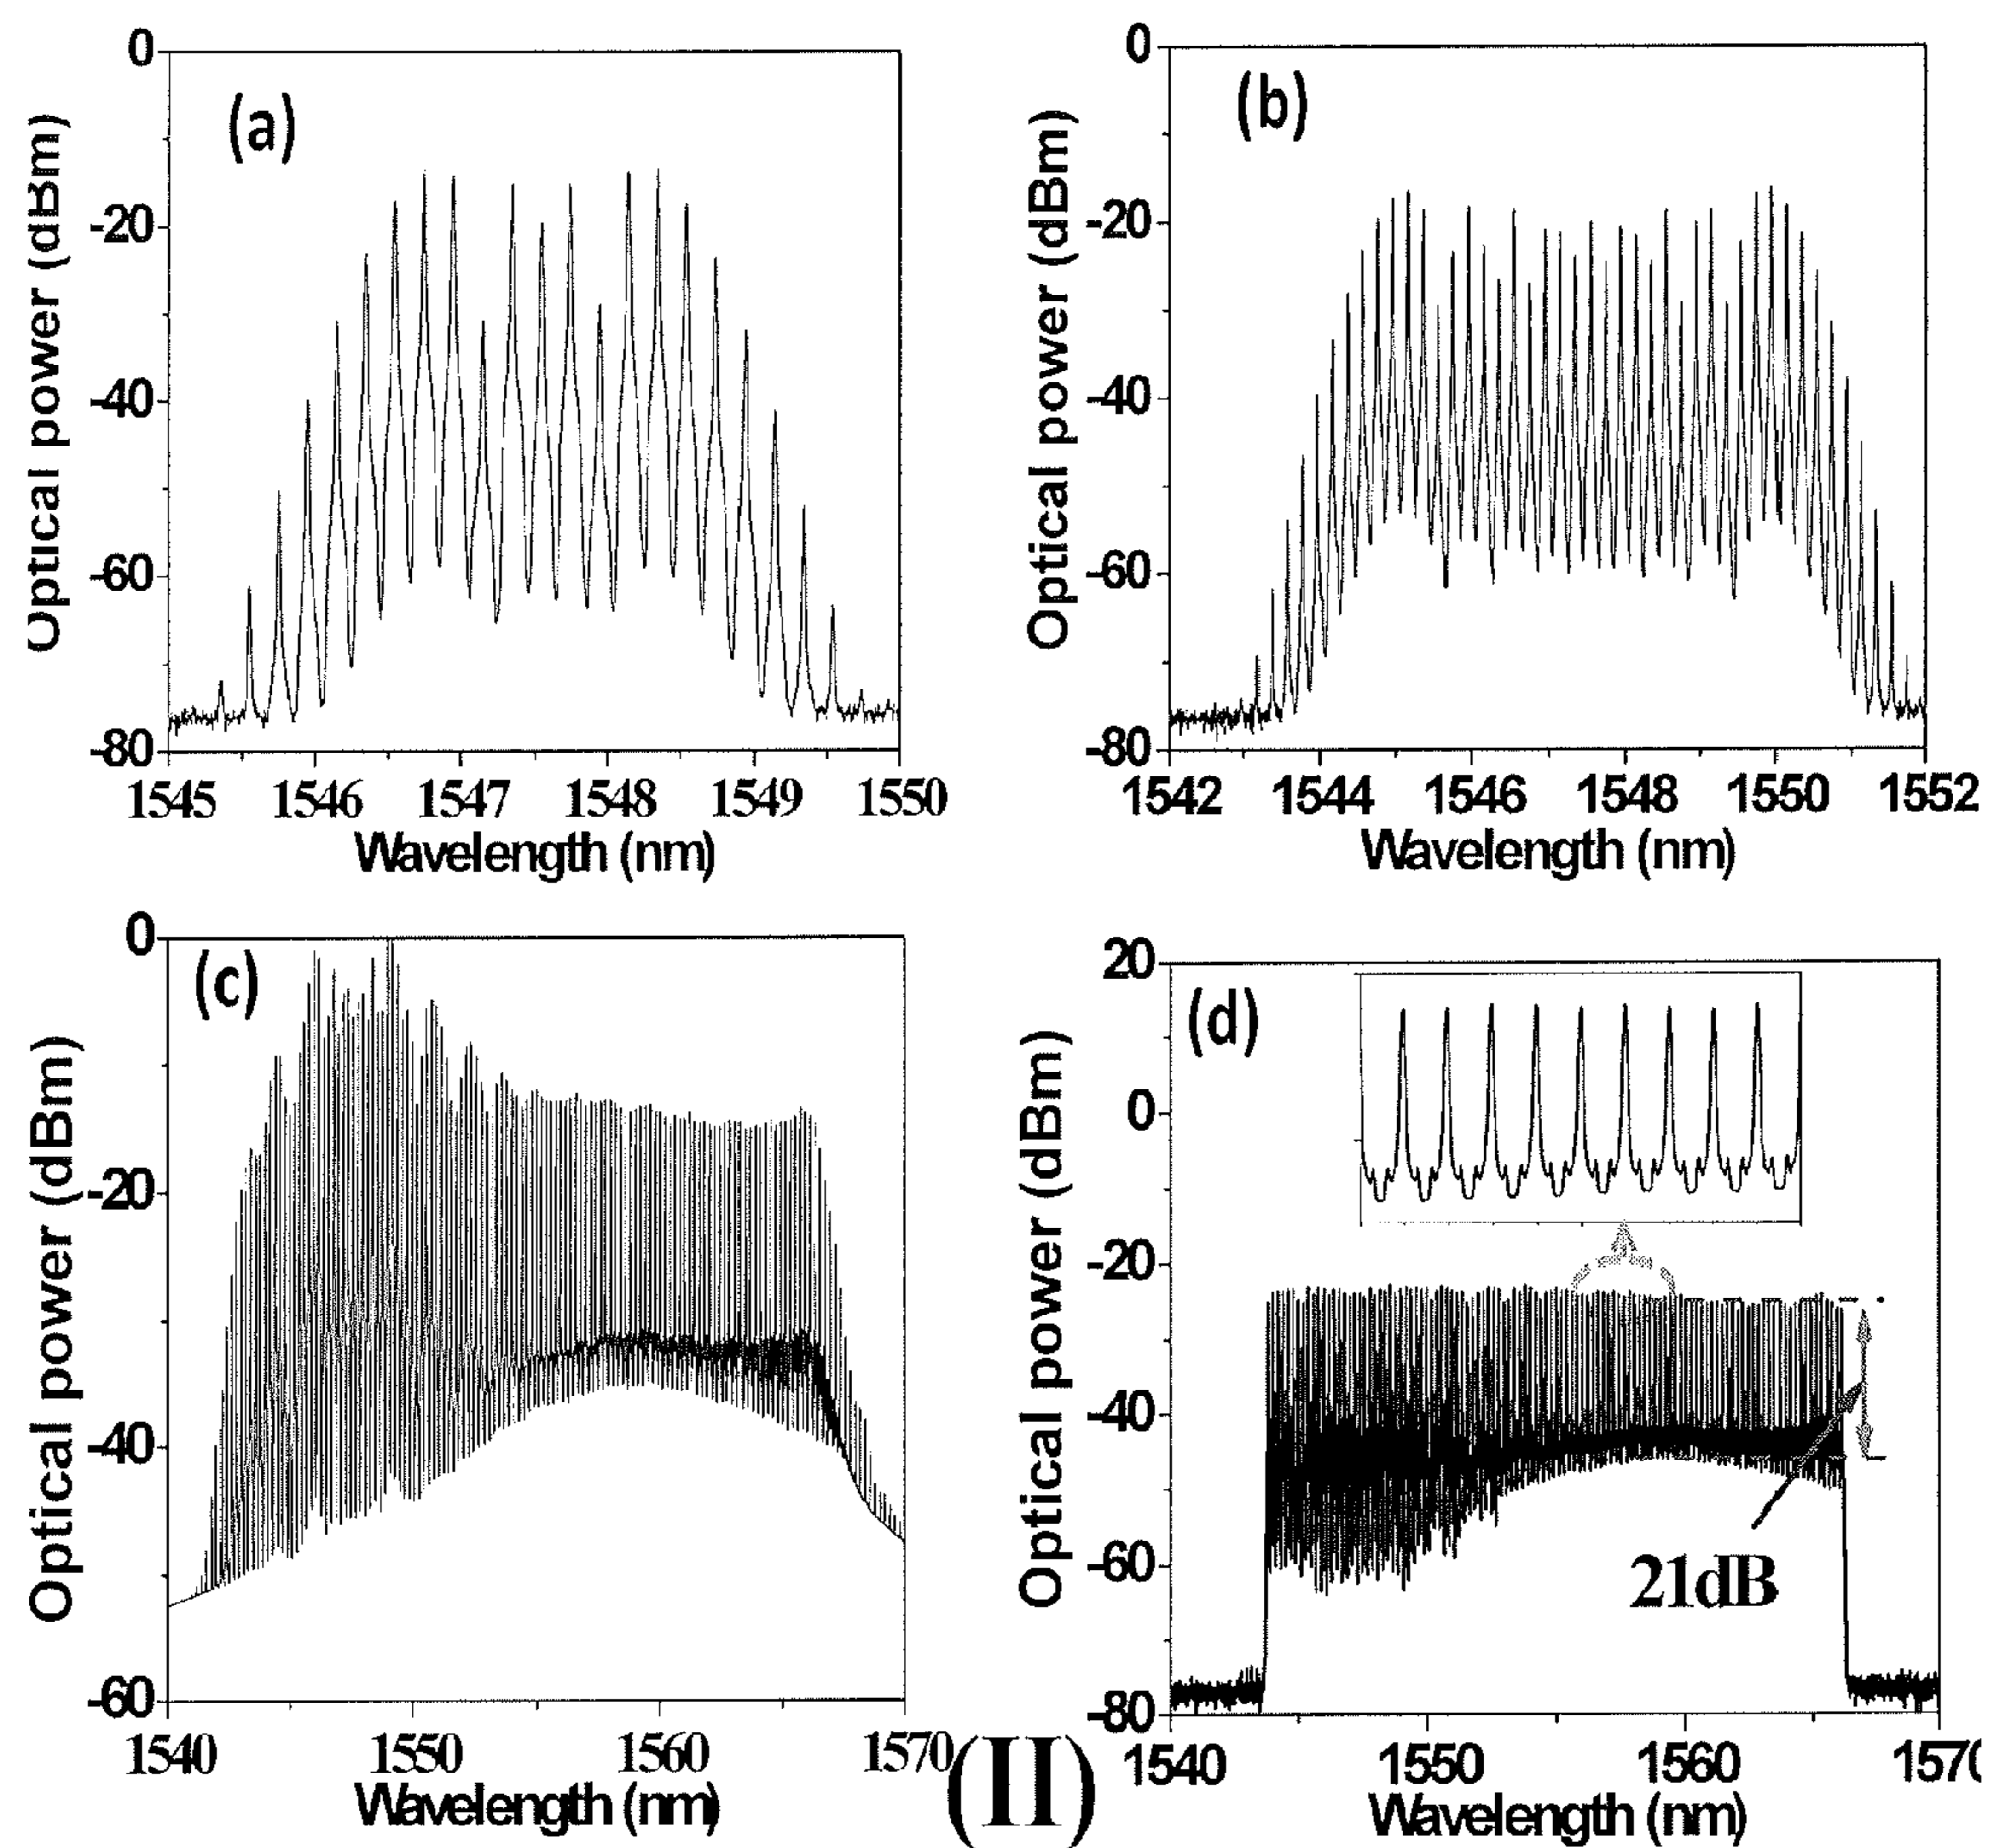 (a)
Optical power (dBm)
0
-20
-40
-60
-80
1545 1546 1547 1548 1549 1550
Wavelength (nm)
(b)
Optical power (dBm)
0
-20
-40
-60
-80
1542 1544 1546 1548 1550 1552
Wavelength (nm)
(c)
Optical power (dBm)
0
-20
-40
-60
1540 1550 1560 1570
Wavelength (nm)
(d)
Optical power (dBm)
20
0
-20
-40
-60
-80
21dB
1540 1550 1560 157(
Wavelength (nm)
(II)